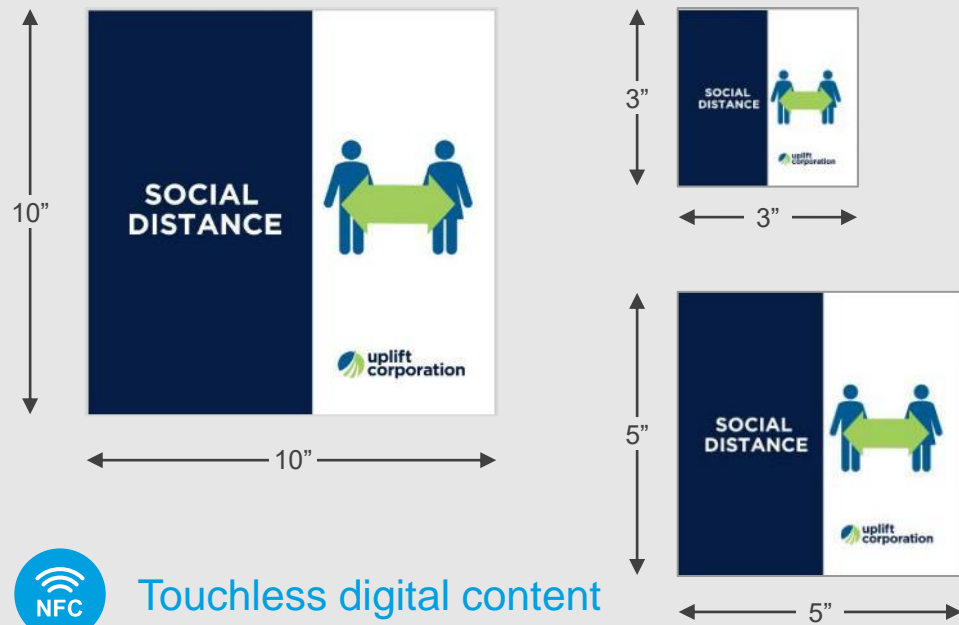 10”
SOCIAL
DISTANCE
uplift
corporation
10”
3”
SOCIAL
DISTANCE
uplift
corporation
3”
5”
SOCIAL
DISTANCE
uplift
corporation
5”
NFC
Touchless digital content